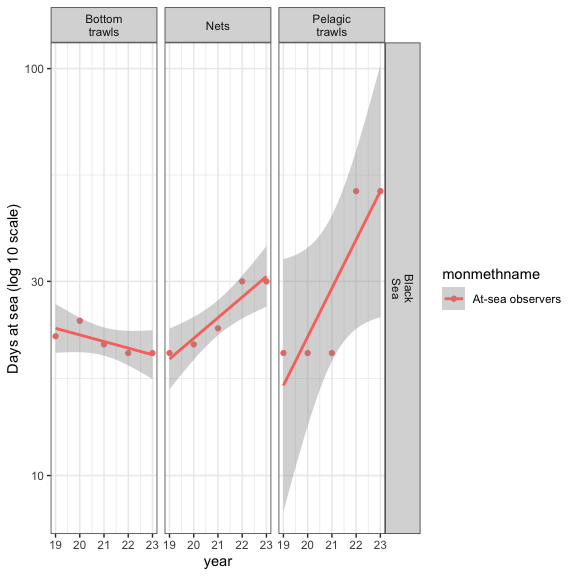 Bottom
trawls
Nets
Pelagic
trawls
100
30
10
Days at sea (log 10 scale)
Black
Sea
19 20 21 22 23
19 20 21 22 23
19 20 21 22 23
year
monmethname
At-sea observers